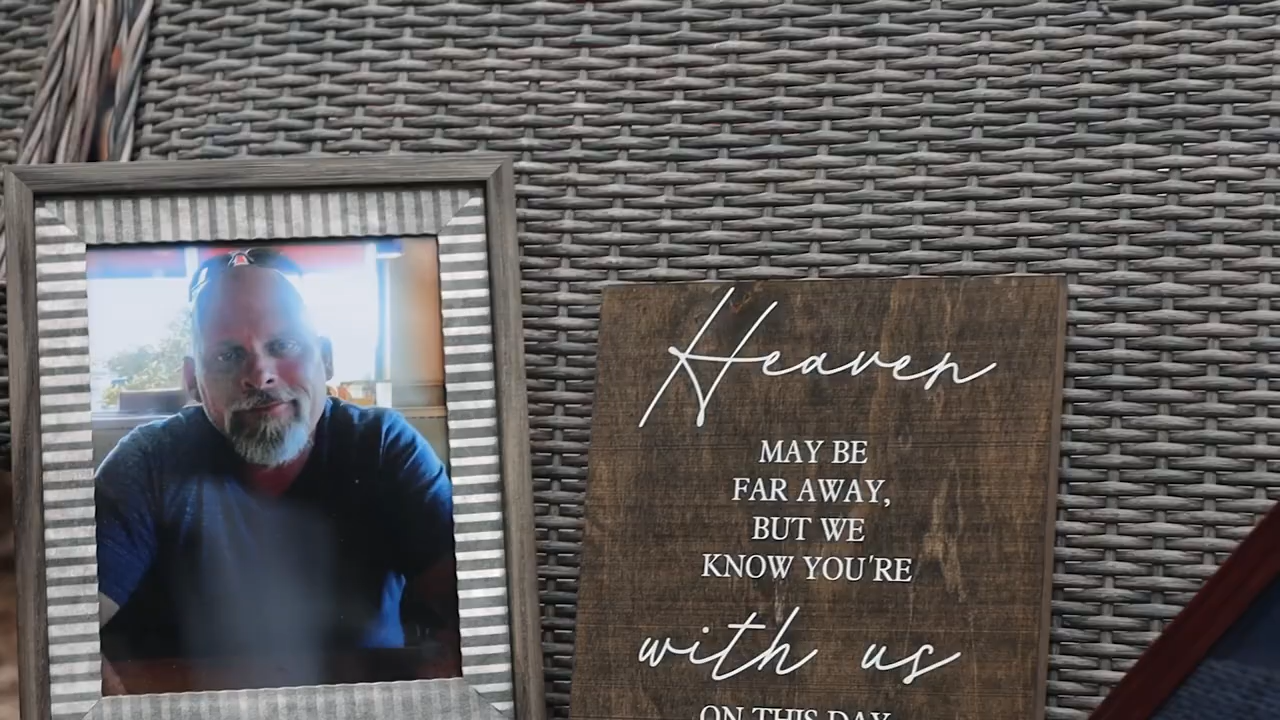 Heaven
MAY BE
FAR AWAY,
BUT WE
KNOW YOU'RE
with us
ON THIS DAY